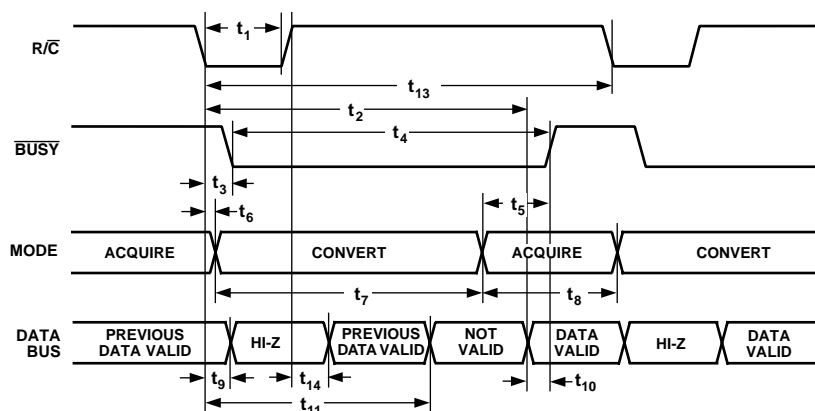 R/C̅
t1
t13
t2
B̅U̅S̅Y̅
t4
t3
t5
t6
MODE
ACQUIRE
CONVERT
ACQUIRE
CONVERT
t7
t8
DATA
BUS
PREVIOUS
DATA VALID
HI-Z
PREVIOUS
DATA VALID
NOT
VALID
DATA
VALID
HI-Z
DATA
VALID
t9
t14
t10
t11